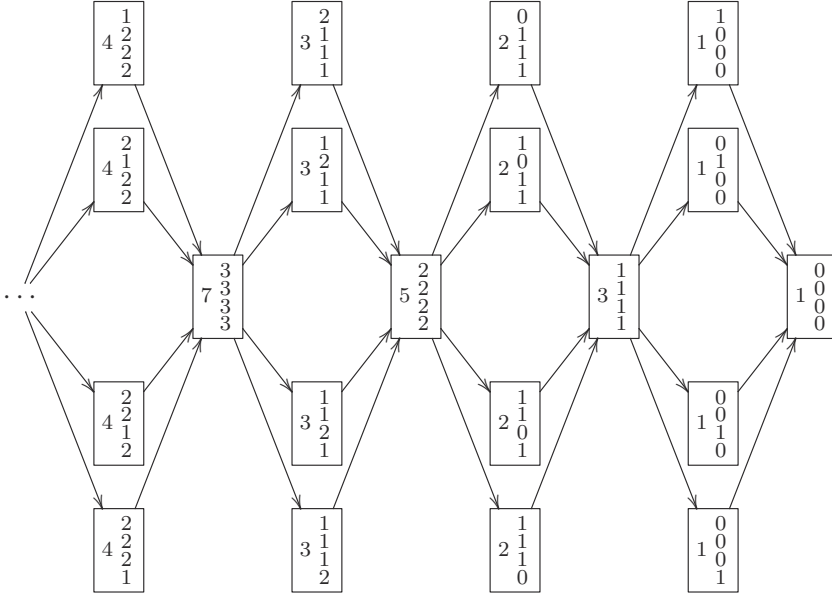 4 1 2 2 2
3 2 1 1 1
2 0 1 1 1
1 1 0 0 0
4 2 1 2 2
3 1 2 1 1
2 1 0 1 1
1 0 1 0 0
···
7 3 3 3 3
5 2 2 2 2
3 1 1 1 1
1 0 0 0 0
4 2 2 1 2
3 1 1 2 1
2 1 1 0 1
1 0 0 1 0
4 2 2 2 1
3 1 1 1 2
2 1 1 1 0
1 0 0 0 1